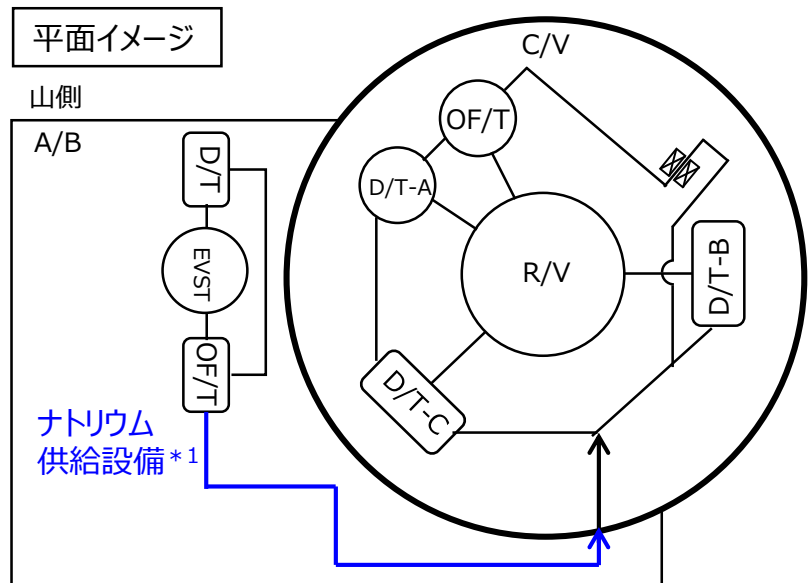 平面イメージ
山側
A/B
C/V
OF/T
D/T-A
R/V
D/T-B
D/T-C
D/T
EVST
OF/T
ナトリウム
供給設備*1